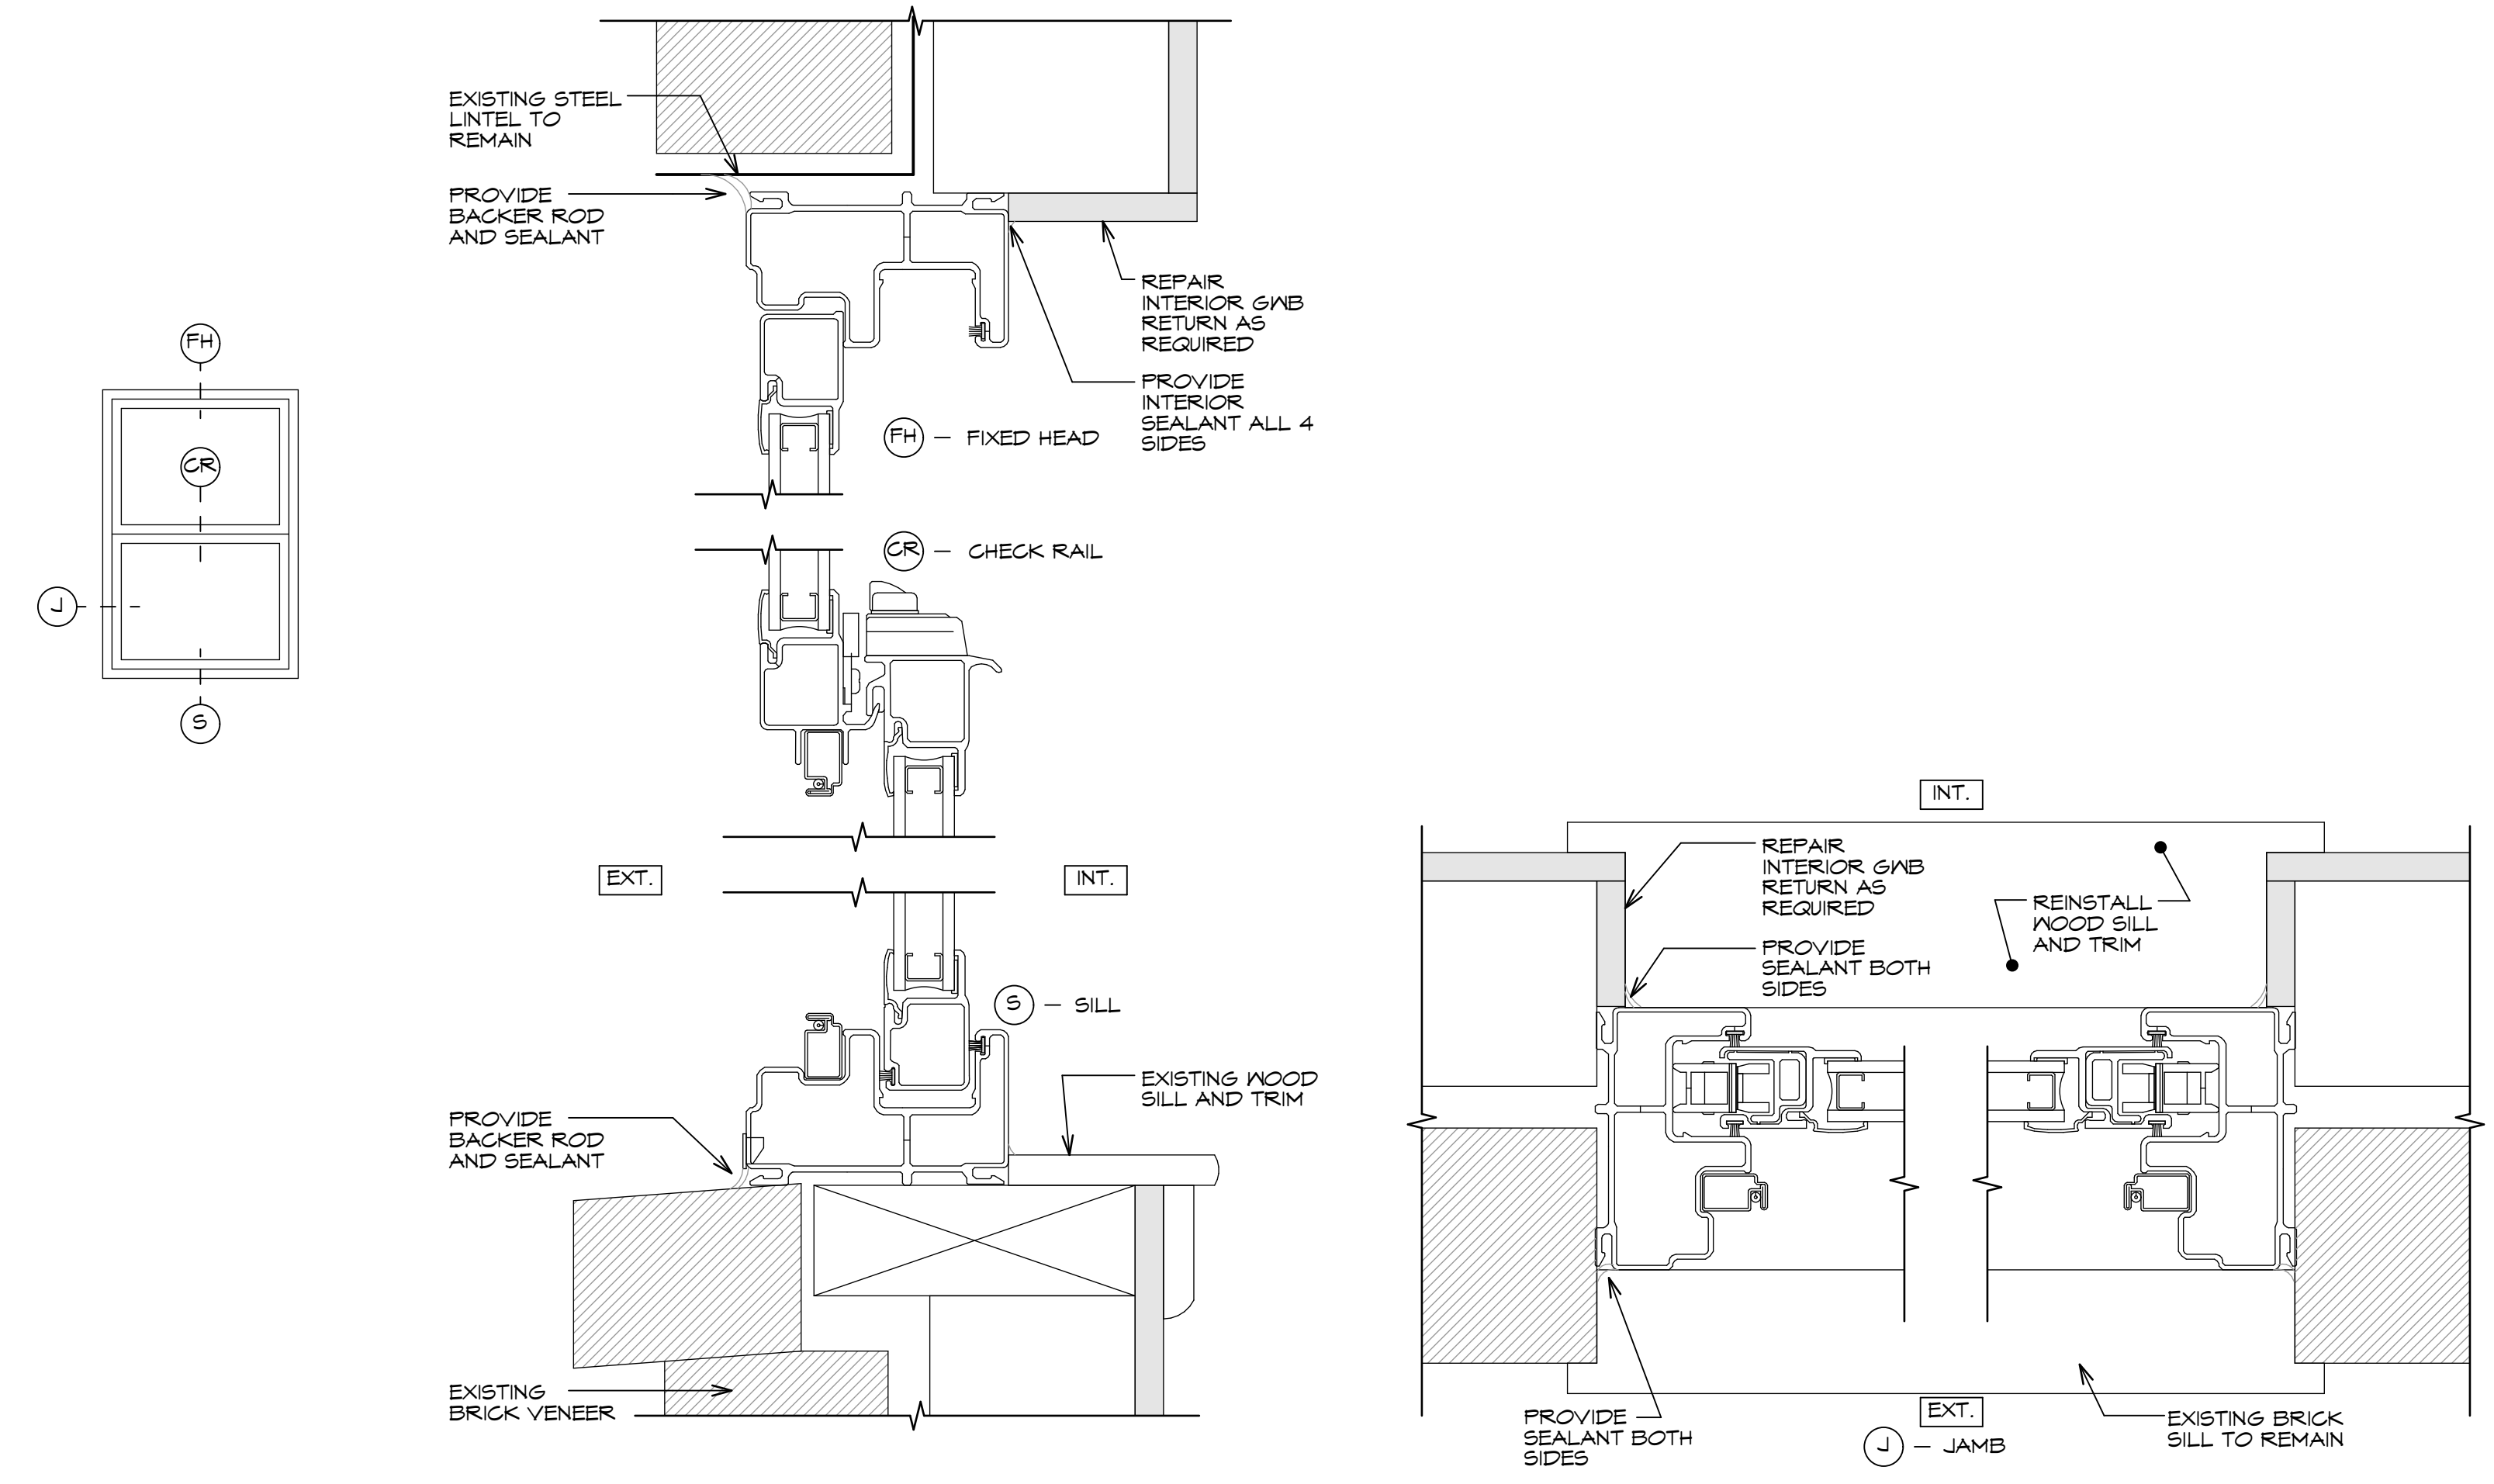 EXISTING STEEL
LINTEL TO
REMAIN
PROVIDE
BACKER ROD
AND SEALANT
REPAIR
INTERIOR GWB
RETURN AS
REQUIRED
PROVIDE
INTERIOR
SEALANT ALL 4
SIDES
FH
CR
J
S
FH — FIXED HEAD
CR — CHECK RAIL
EXT.
INT.
S — SILL
EXISTING WOOD
SILL AND TRIM
PROVIDE
BACKER ROD
AND SEALANT
EXISTING
BRICK VENEER
INT.
REPAIR
INTERIOR GWB
RETURN AS
REQUIRED
REINSTALL
WOOD SILL
AND TRIM
PROVIDE
SEALANT BOTH
SIDES
PROVIDE
SEALANT BOTH
SIDES
EXT.
J — JAMB
EXISTING BRICK
SILL TO REMAIN